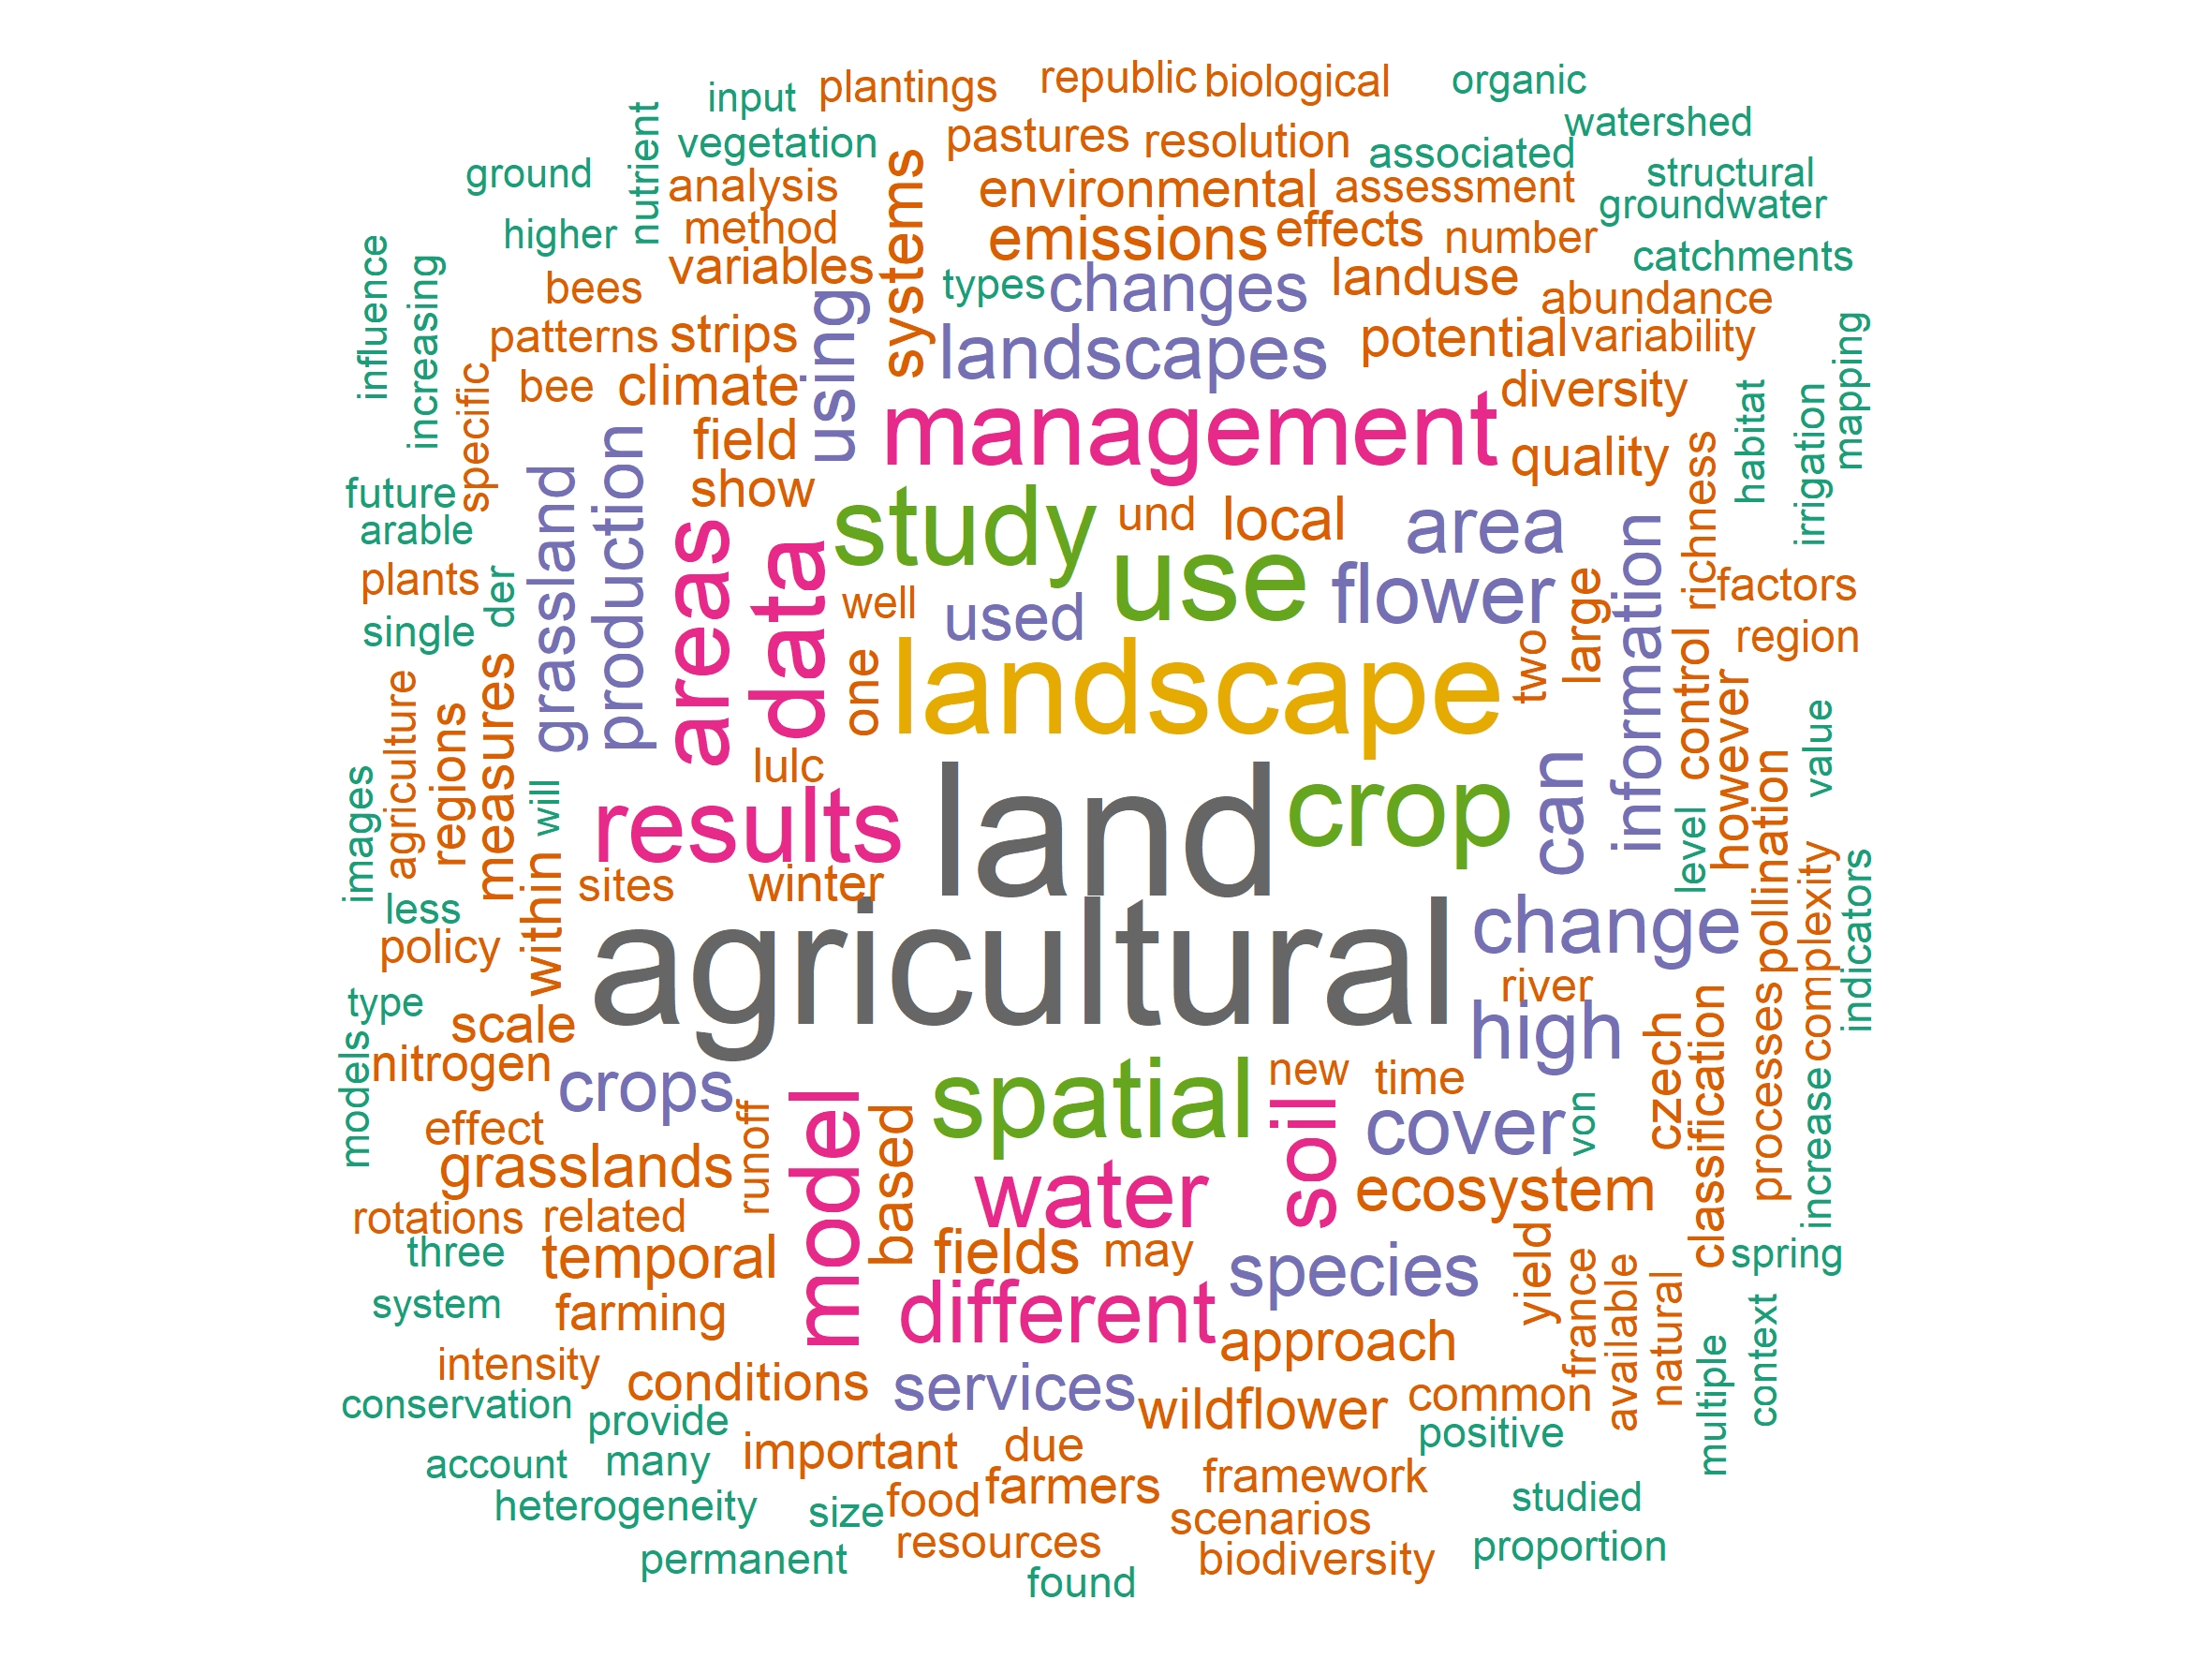 republic
biological
organic
input
plantings
watershed
nutrient
vegetation
pastures
resolution
associated
ground
analysis
systems
environmental
assessment
structural
groundwater
higher
method
emissions
effects
number
catchments
influence
increasing
bees
variables
using
types
changes
landuse
abundance
patterns
strips
landscapes
potential
variability
mapping
specific
bee
climate
management
diversity
habitat
irrigation
field
production
grassland
quality
richness
future
show
areas
data
study
und
local
area
information
arable
plants
der
well
used
use
flower
large
factors
single
one
landscape
two
control
region
agriculture
regions
measures
lulc
however
value
images
will
results
land
crop
can
level
pollination
complexity
indicators
less
within
sites
winter
policy
agricultural
change
type
scale
river
high
czech
classification
processes
increase
models
nitrogen
crops
spatial
new
time
effect
runoff
model
based
soil
cover
von
grasslands
water
ecosystem
rotations
related
three
temporal
fields
may
species
yield
france
available
natural
spring
system
farming
different
approach
multiple
context
intensity
conditions
services
wildflower
common
conservation
provide
positive
account
many
important
due
heterogeneity
size
food
farmers
framework
studied
resources
scenarios
permanent
biodiversity
proportion
found